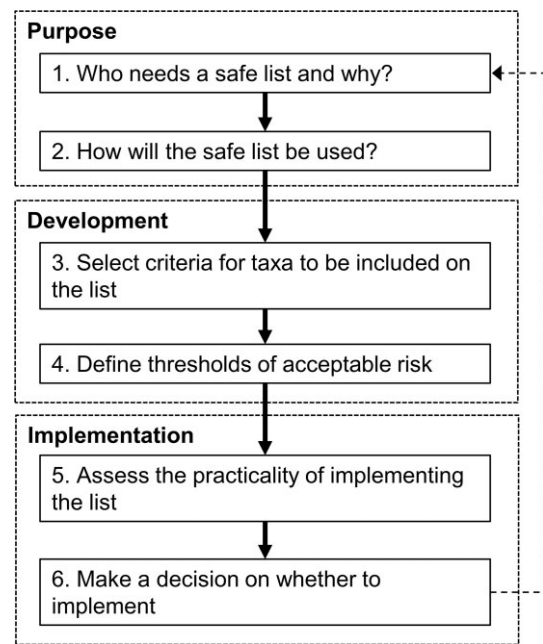 Purpose
1. Who needs a safe list and why?
2. How will the safe list be used?
Development
3. Select criteria for taxa to be included on
the list
4. Define thresholds of acceptable risk
Implementation
5. Assess the practicality of implementing
the list
6. Make a decision on whether to
implement